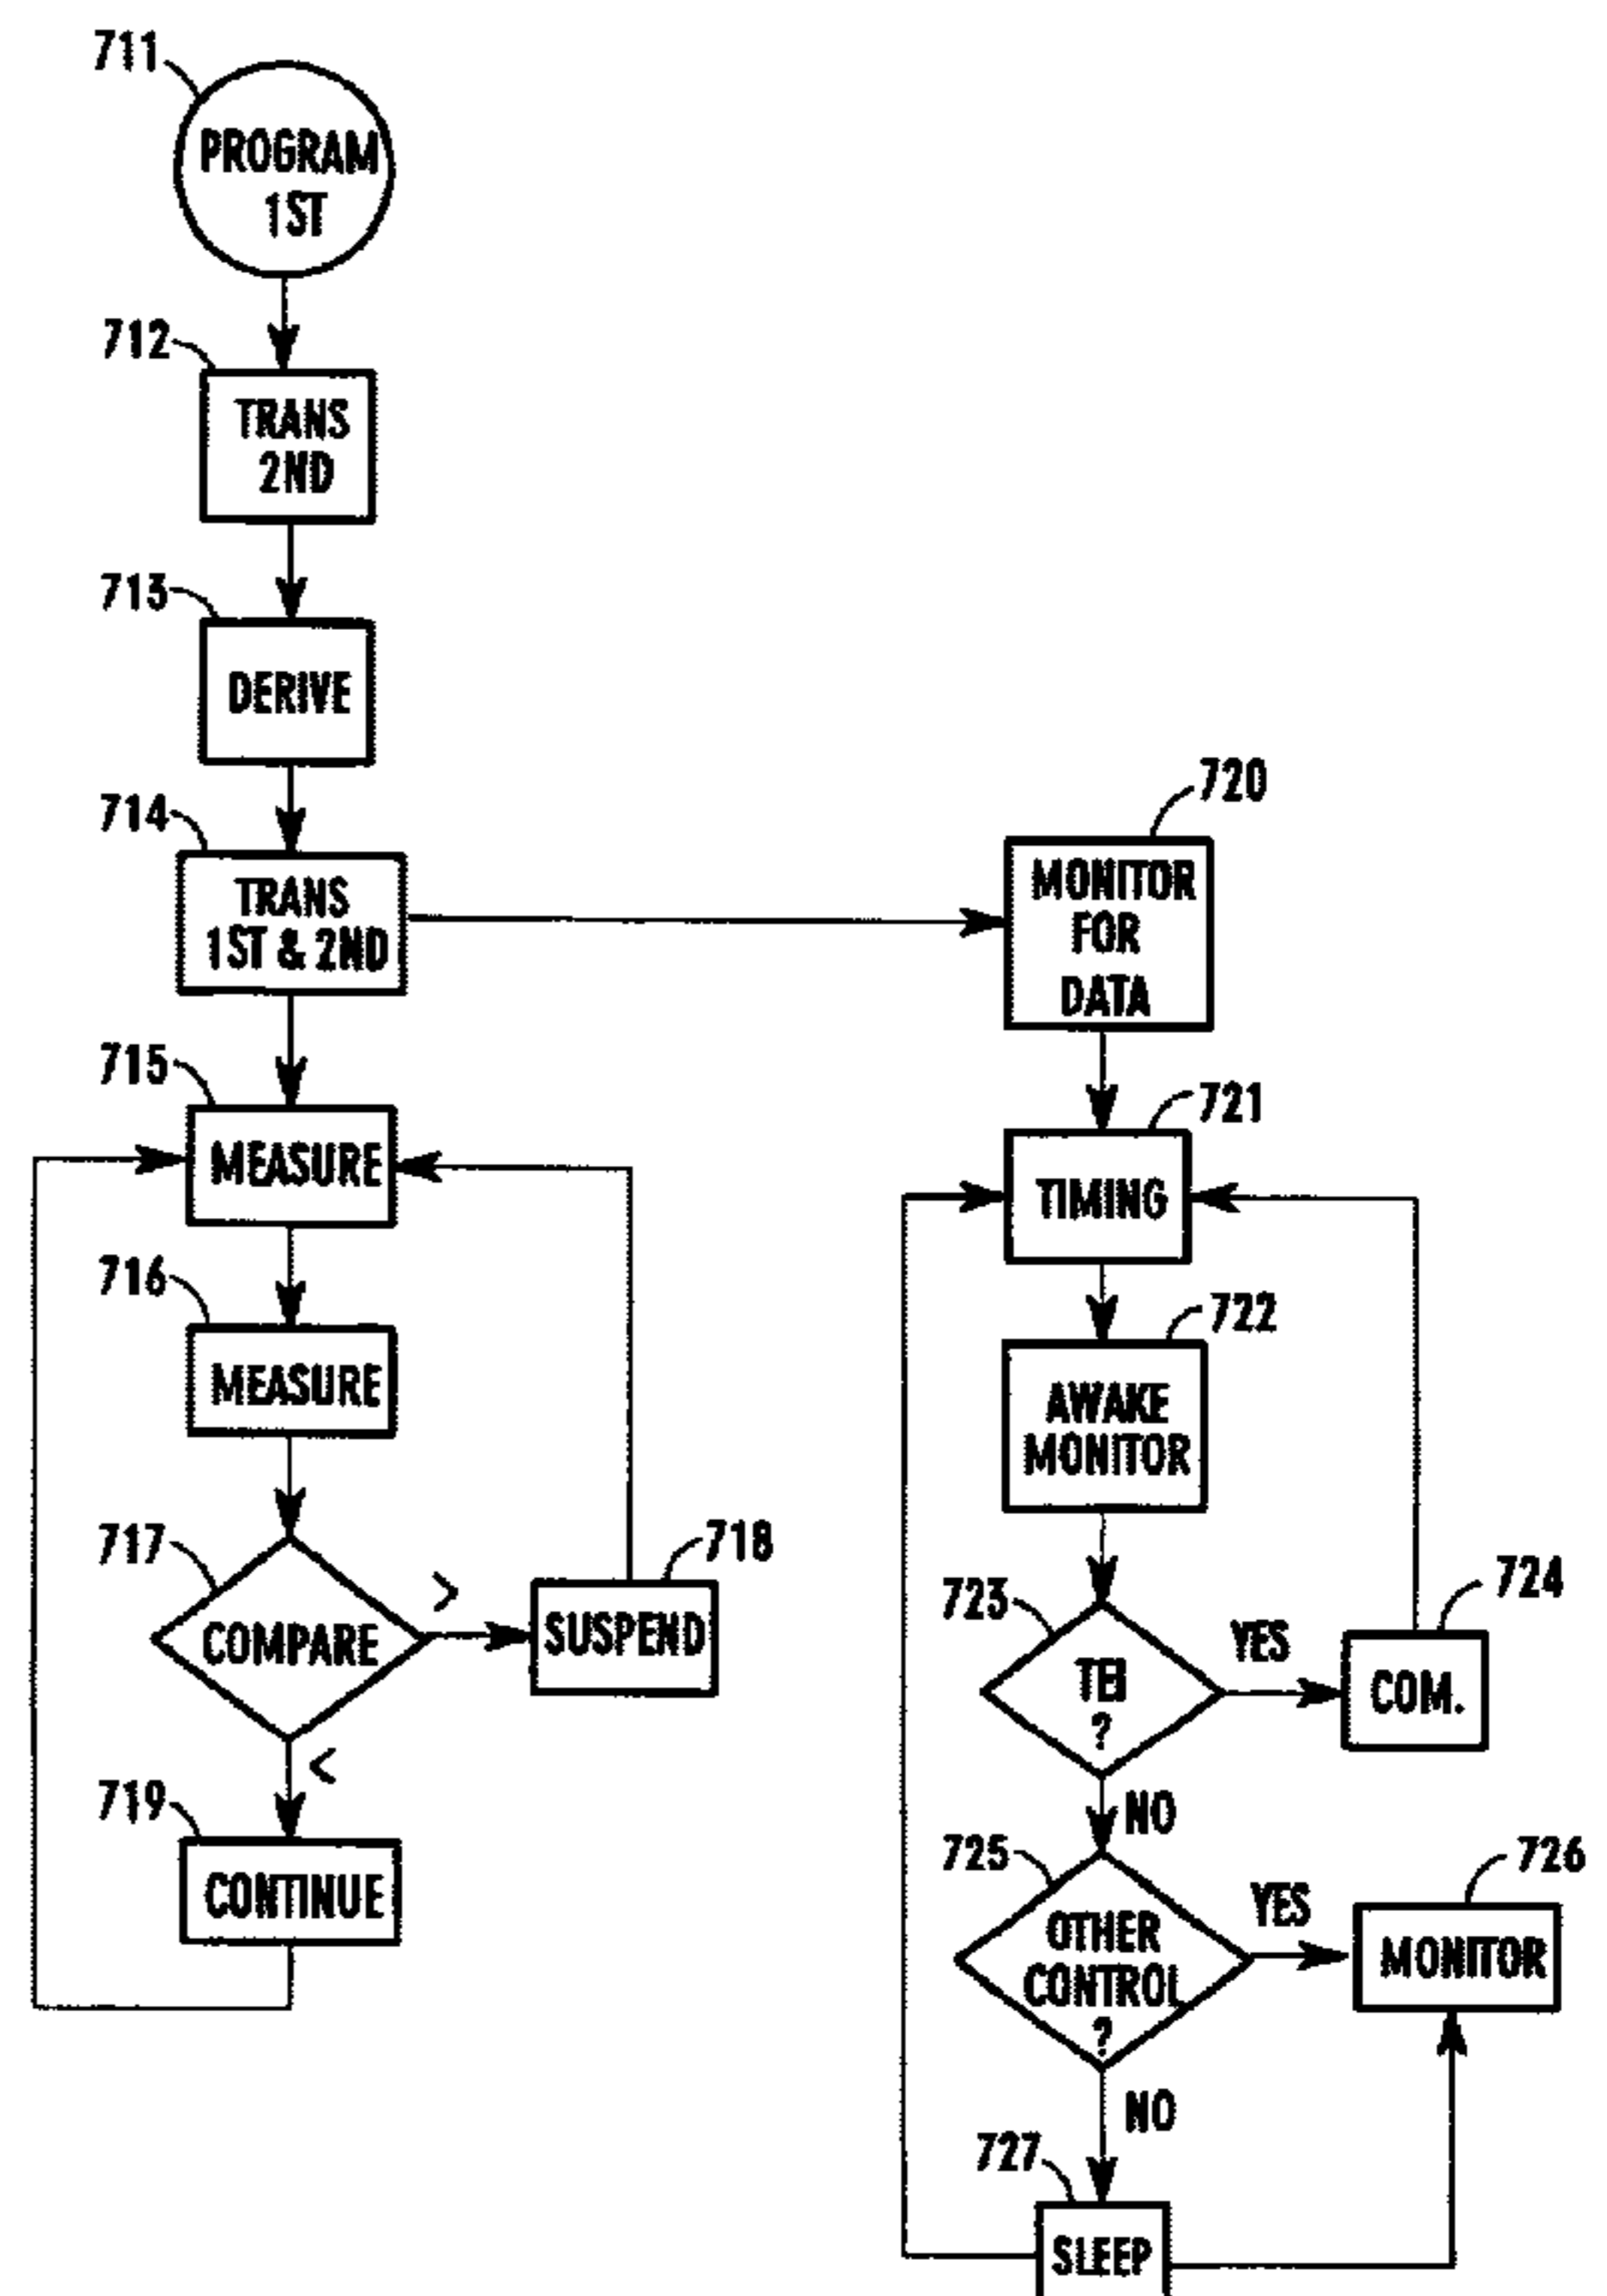 711
PROGRAM
1ST
712
TRANS
2ND
713
DERIVE
714
TRANS
1ST & 2ND
715
MEASURE
716
MEASURE
717
COMPARE
>
718
SUSPEND
<
719
CONTINUE
720
MONITOR
FOR
DATA
721
TIMING
722
AWAKE
MONITOR
723
TEI
?
YES
724
COM.
NO
725
OTHER
CONTROL
?
YES
726
MONITOR
NO
727
SLEEP